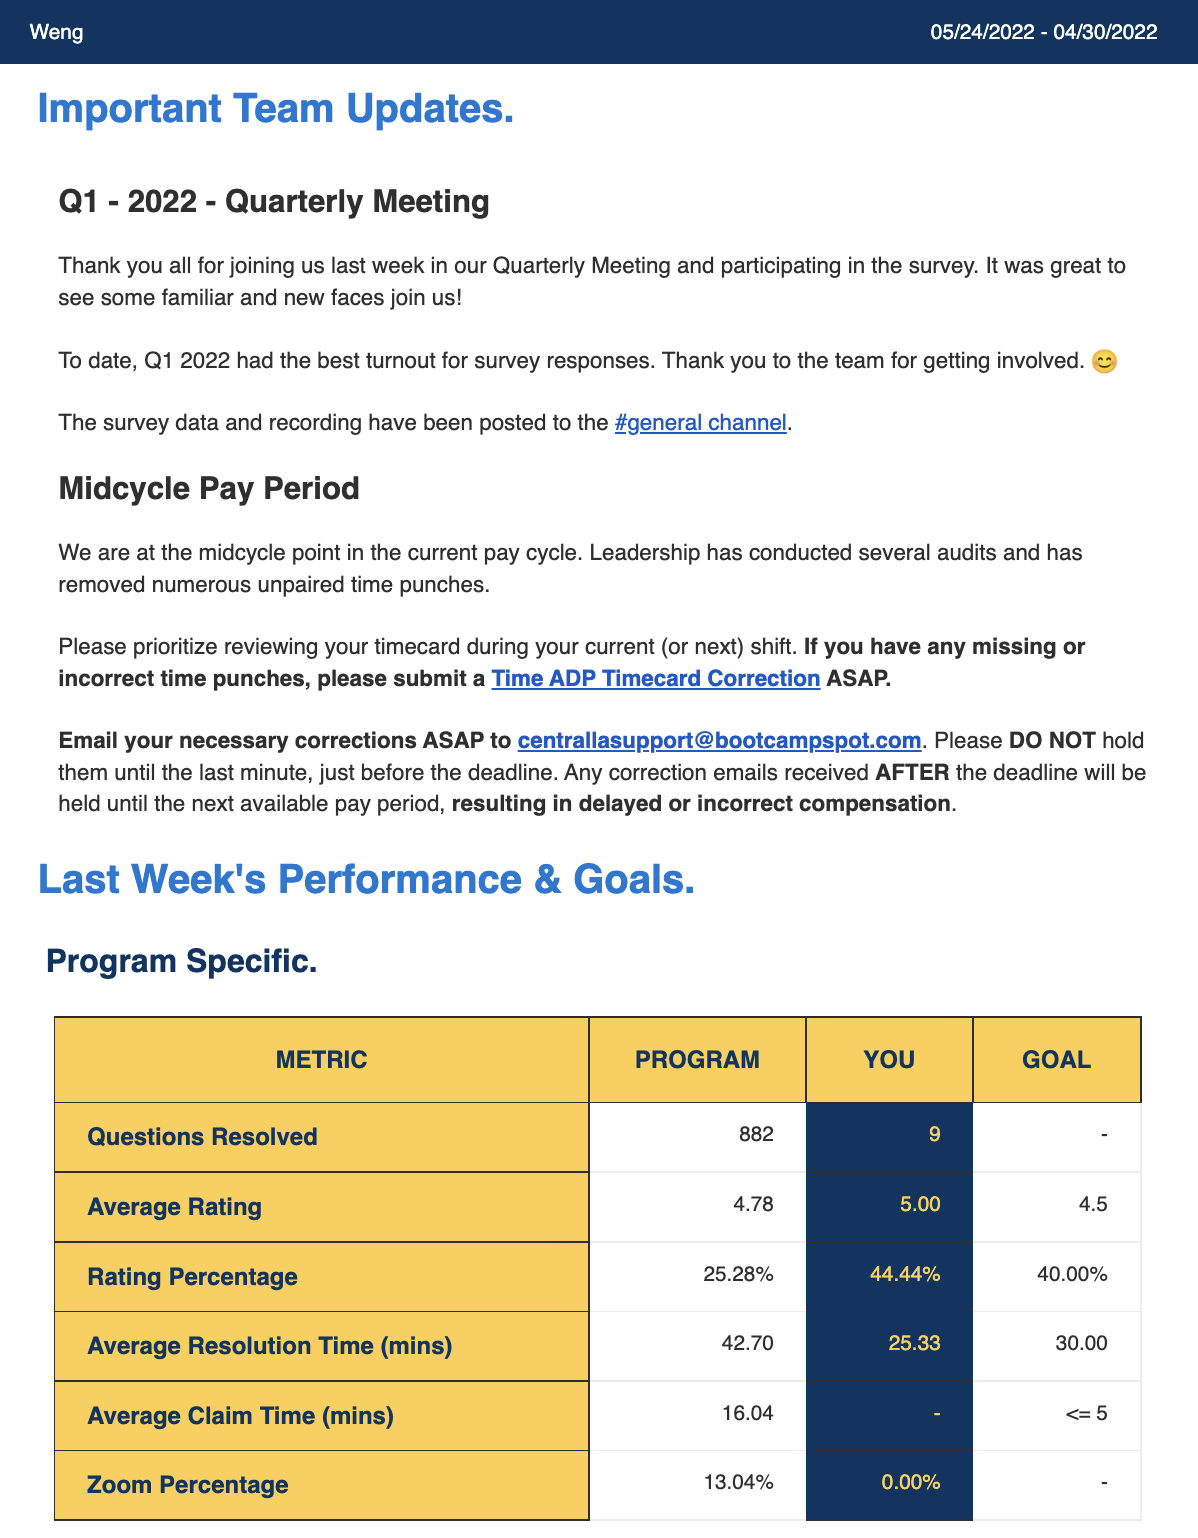 Weng 05/24/2022 - 04/30/2022
Important Team Updates.
Q1 - 2022 - Quarterly Meeting
Thank you all for joining us last week in our Quarterly Meeting and participating in the survey. It was great to
see some familiar and new faces join us!
To date, Q1 2022 had the best turnout for survey responses. Thank you to the team for getting involved. 😊
The survey data and recording have been posted to the #general channel.
Midcycle Pay Period
We are at the midcycle point in the current pay cycle. Leadership has conducted several audits and has
removed numerous unpaired time punches.
Please prioritize reviewing your timecard during your current (or next) shift. If you have any missing or
incorrect time punches, please submit a Time ADP Timecard Correction ASAP.
Email your necessary corrections ASAP to centrallasupport@bootcampspot.com. Please DO NOT hold
them until the last minute, just before the deadline. Any correction emails received AFTER the deadline will be
held until the next available pay period, resulting in delayed or incorrect compensation.
Last Week's Performance & Goals.
Program Specific.
METRIC PROGRAM YOU GOAL
Questions Resolved 882 9 -
Average Rating 4.78 5.00 4.5
Rating Percentage 25.28% 44.44% 40.00%
Average Resolution Time (mins) 42.70 25.33 30.00
Average Claim Time (mins) 16.04 - <= 5
Zoom Percentage 13.04% 0.00% -